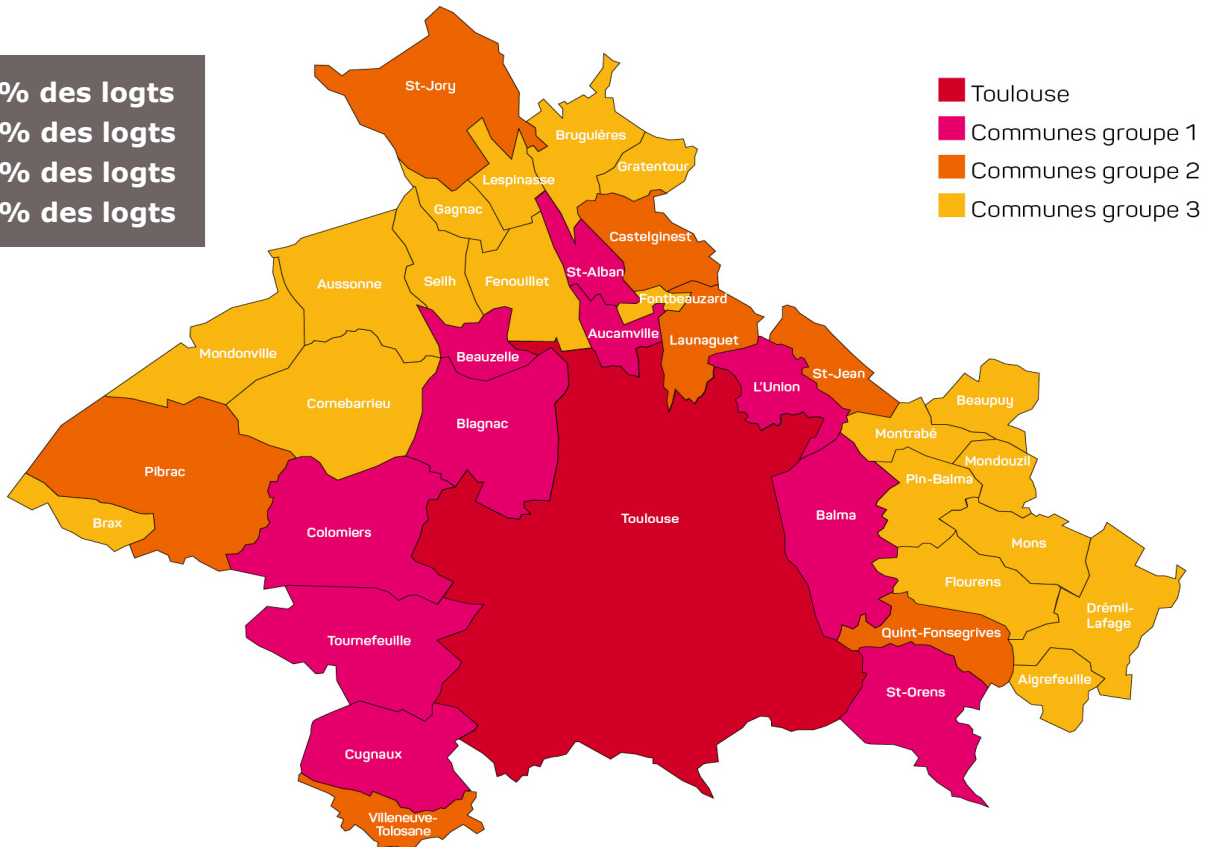 % des logts
% des logts
% des logts
% des logts
Toulouse
Communes groupe 1
Communes groupe 2
Communes groupe 3
St-Jory
Bruguières
Gratentour
Lespinasse
Gagnac
Castelginest
St-Alban
Aussonne
Seilh
Fenouillet
Fontbeauzard
Aucamville
Launaguet
Mondonville
Beauzelle
St-Jean
L'Union
Cornebarrieu
Beaupuy
Blagnac
Montrabé
Mondouzil
Pibrac
Pin-Balma
Brax
Toulouse
Balma
Colomiers
Mons
Flourens
Drémil-
Lafage
Tournefeuille
Quint-Fonsegrives
Aigrefeuille
St-Orens
Cugnaux
Villeneuve-
Tolosane